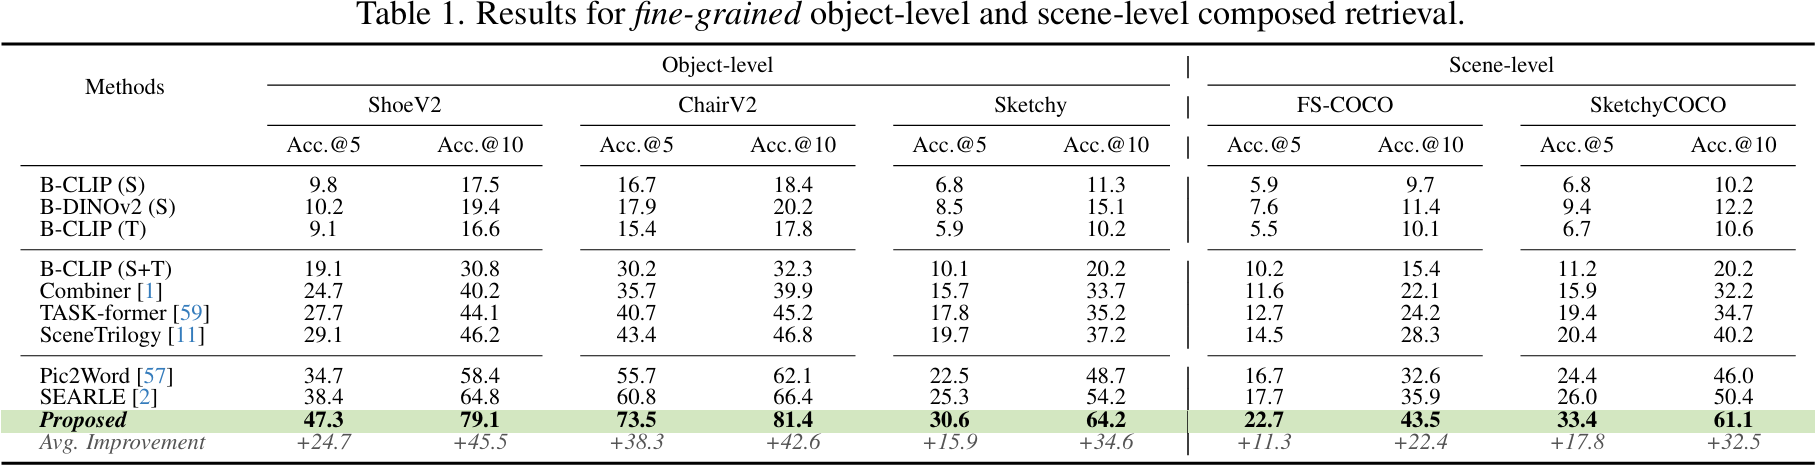 Table 1. Results for fine-grained object-level and scene-level composed retrieval.
Methods Object-level Scene-level
ShoeV2 ChairV2 Sketchy FS-COCO SketchyCOCO
Acc.@5 Acc.@10 Acc.@5 Acc.@10 Acc.@5 Acc.@10 Acc.@5 Acc.@10 Acc.@5 Acc.@10
B-CLIP (S) 9.8 17.5 16.7 18.4 6.8 11.3 5.9 9.7 6.8 10.2
B-DINOv2 (S) 10.2 19.4 17.9 20.2 8.5 15.1 7.6 11.4 9.4 12.2
B-CLIP (T) 9.1 16.6 15.4 17.8 5.9 10.2 5.5 10.1 6.7 10.6
B-CLIP (S+T) 19.1 30.8 30.2 32.3 10.1 20.2 10.2 15.4 11.2 20.2
Combiner [1] 24.7 40.2 35.7 39.9 15.7 33.7 11.6 22.1 15.9 32.2
TASK-former [59] 27.7 44.1 40.7 45.2 17.8 35.2 12.7 24.2 19.4 34.7
SceneTrilogy [11] 29.1 46.2 43.4 46.8 19.7 37.2 14.5 28.3 20.4 40.2
Pic2Word [57] 34.7 58.4 55.7 62.1 22.5 48.7 16.7 32.6 24.4 46.0
SEARLE [2] 38.4 64.8 60.8 66.4 25.3 54.2 17.7 35.9 26.0 50.4
Proposed 47.3 79.1 73.5 81.4 30.6 64.2 22.7 43.5 33.4 61.1
Avg. Improvement +24.7 +45.5 +38.3 +42.6 +15.9 +34.6 +11.3 +22.4 +17.8 +32.5